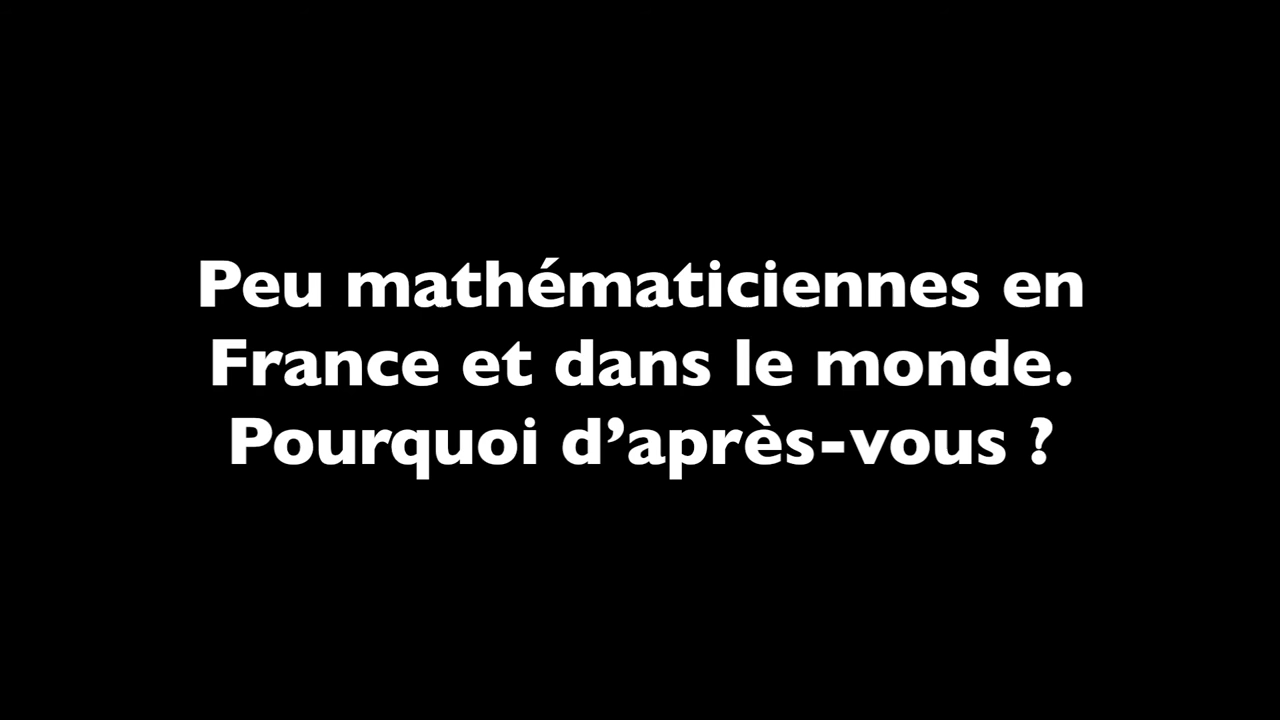 Peu mathématiciennes en
France et dans le monde.
Pourquoi d’après-vous ?